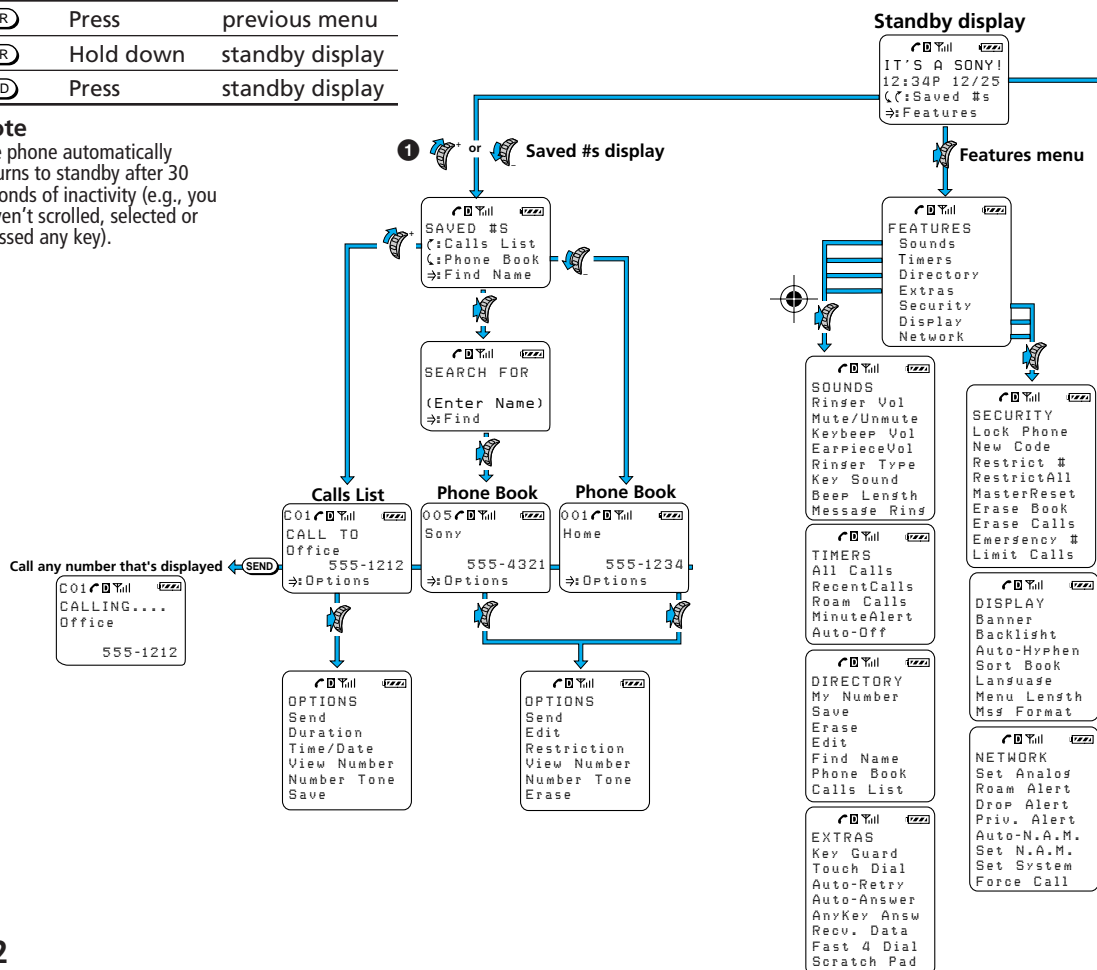 R Press previous menu
R Hold down standby display
D Press standby display
ote
e phone automatically
urns to standby after 30
onds of inactivity (e.g., you
ven't scrolled, selected or
ssed any key).
Standby display
IT'S A SONY!
12:34P 12/25
:Saved #s
:Features
1 + or - Saved #s display
Features menu
SAVED #S
:Calls List
:Phone Book
:Find Name
+
-
SEARCH FOR
(Enter Name)
:Find
Calls List
C01 D
CALL TO
Office
555-1212
:Options
Phone Book
005 D
Sony
555-4321
:Options
Phone Book
001 D
Home
555-1234
:Options
Call any number that's displayed SEND
C01 D
CALLING....
Office
555-1212
OPTIONS
Send
Duration
Time/Date
View Number
Number Tone
Save
OPTIONS
Send
Edit
Restriction
View Number
Number Tone
Erase
FEATURES
Sounds
Timers
Directory
Extras
Security
Display
Network
SOUNDS
Ringer Vol
Mute/Unmute
Keybeep Vol
EarpieceVol
Ringer Type
Key Sound
Beep Length
Message Ring
TIMERS
All Calls
RecentCalls
Roam Calls
MinuteAlert
Auto-Off
DIRECTORY
My Number
Save
Erase
Edit
Find Name
Phone Book
Calls List
EXTRAS
Key Guard
Touch Dial
Auto-Retry
Auto-Answer
AnyKey Answ
Recv. Data
Fast 4 Dial
Scratch Pad
SECURITY
Lock Phone
New Code
Restrict #
RestrictAll
MasterReset
Erase Book
Erase Calls
Emergency #
Limit Calls
DISPLAY
Banner
Backlight
Auto-Hyphen
Sort Book
Language
Menu Length
Msg Format
NETWORK
Set Analog
Roam Alert
Drop Alert
Priv. Alert
Auto-N.A.M.
Set N.A.M.
Set System
Force Call
2